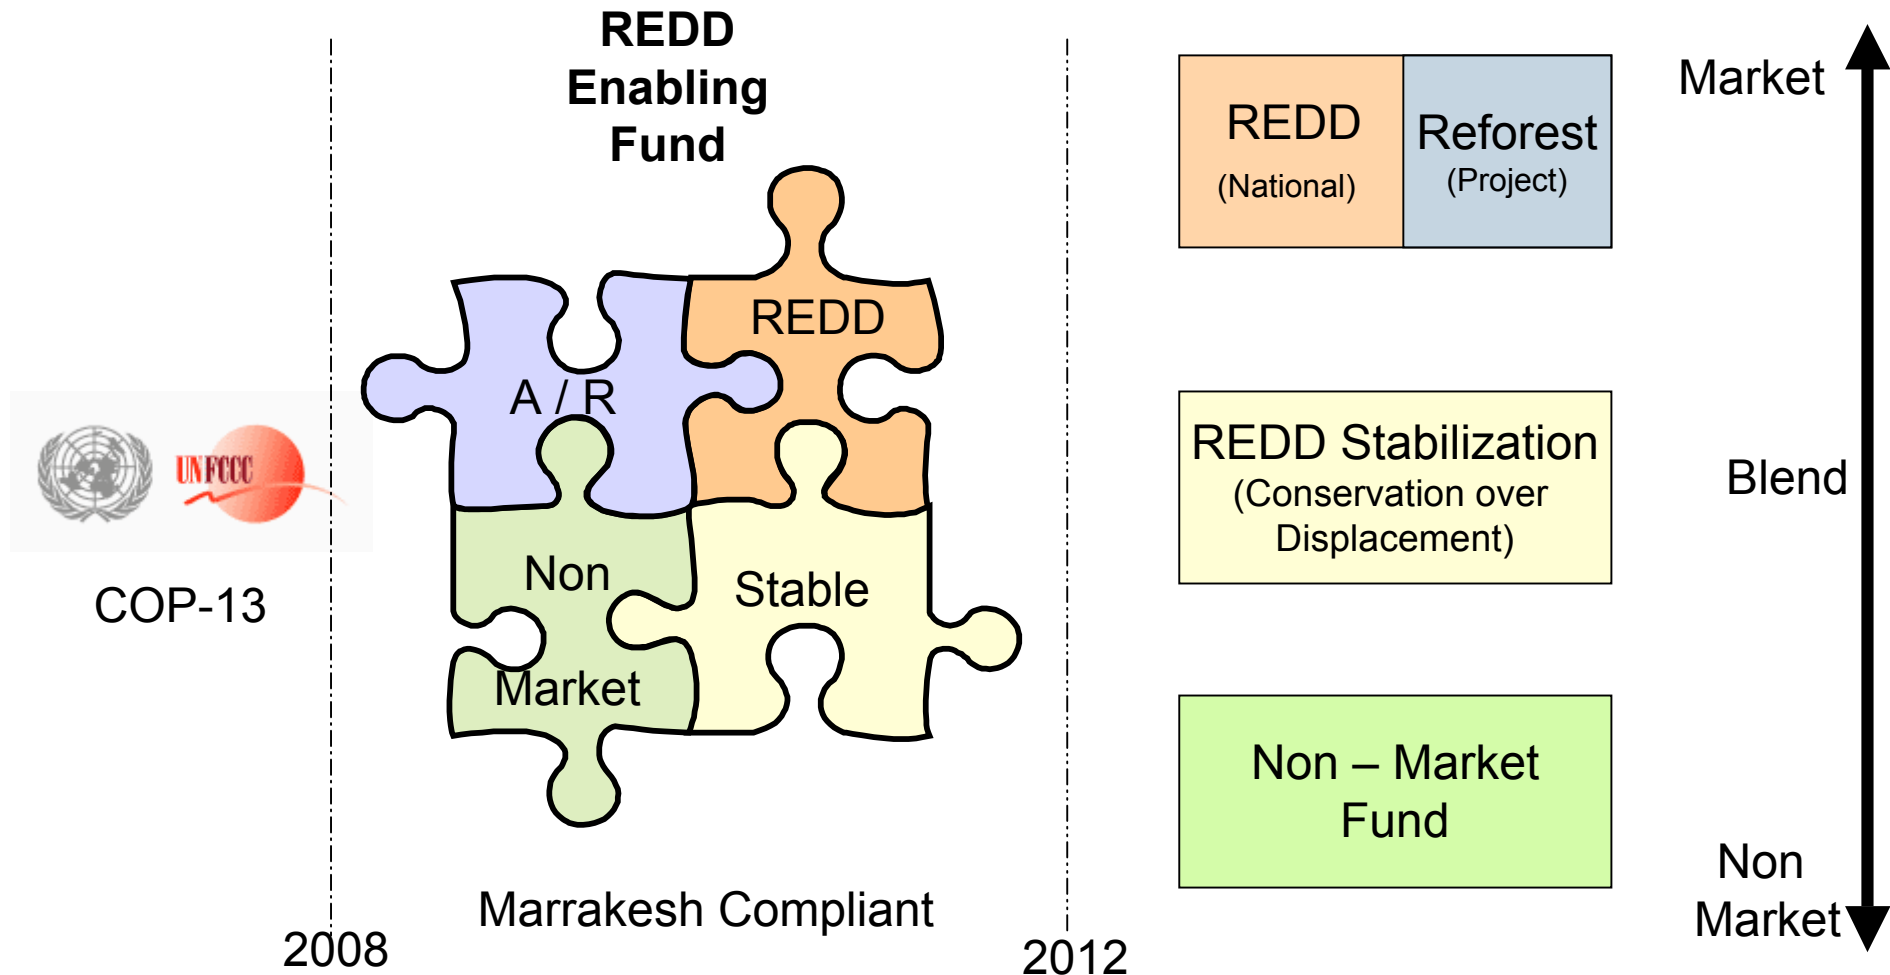 REDD
Enabling
Fund
UNFCCC
COP-13
A / R
REDD
Non
Market
Stable
Marrakesh Compliant
2008
2012
REDD
(National)
Reforest
(Project)
REDD Stabilization
(Conservation over
Displacement)
Non – Market
Fund
Market
Blend
Non
Market